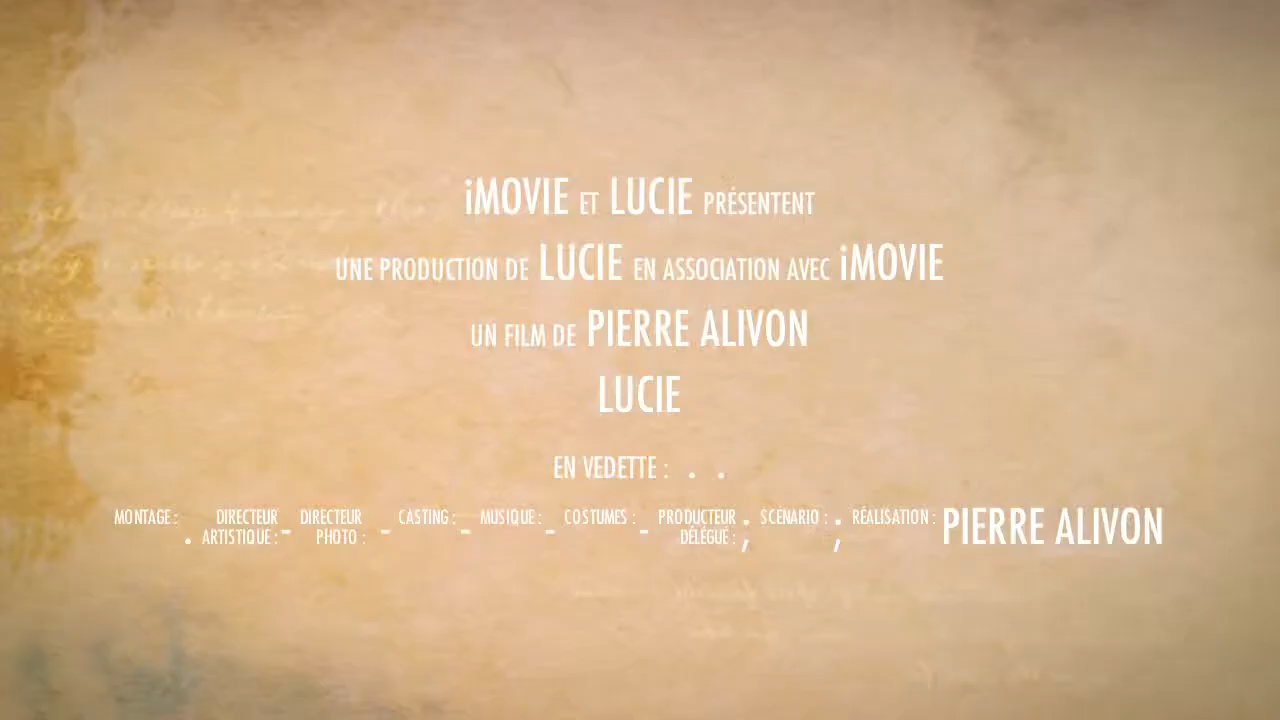 iMOVIE ET LUCIE PRÉSENTENT
UNE PRODUCTION DE LUCIE EN ASSOCIATION AVEC iMOVIE
UN FILM DE PIERRE ALIVON
LUCIE
EN VEDETTE : . .
MONTAGE : . DIRECTEUR ARTISTIQUE : - DIRECTEUR PHOTO : - CASTING : - MUSIQUE : - COSTUMES : - PRODUCTEUR DÉLÉGUÉ : ; SCÉNARIO : ; RÉALISATION : PIERRE ALIVON